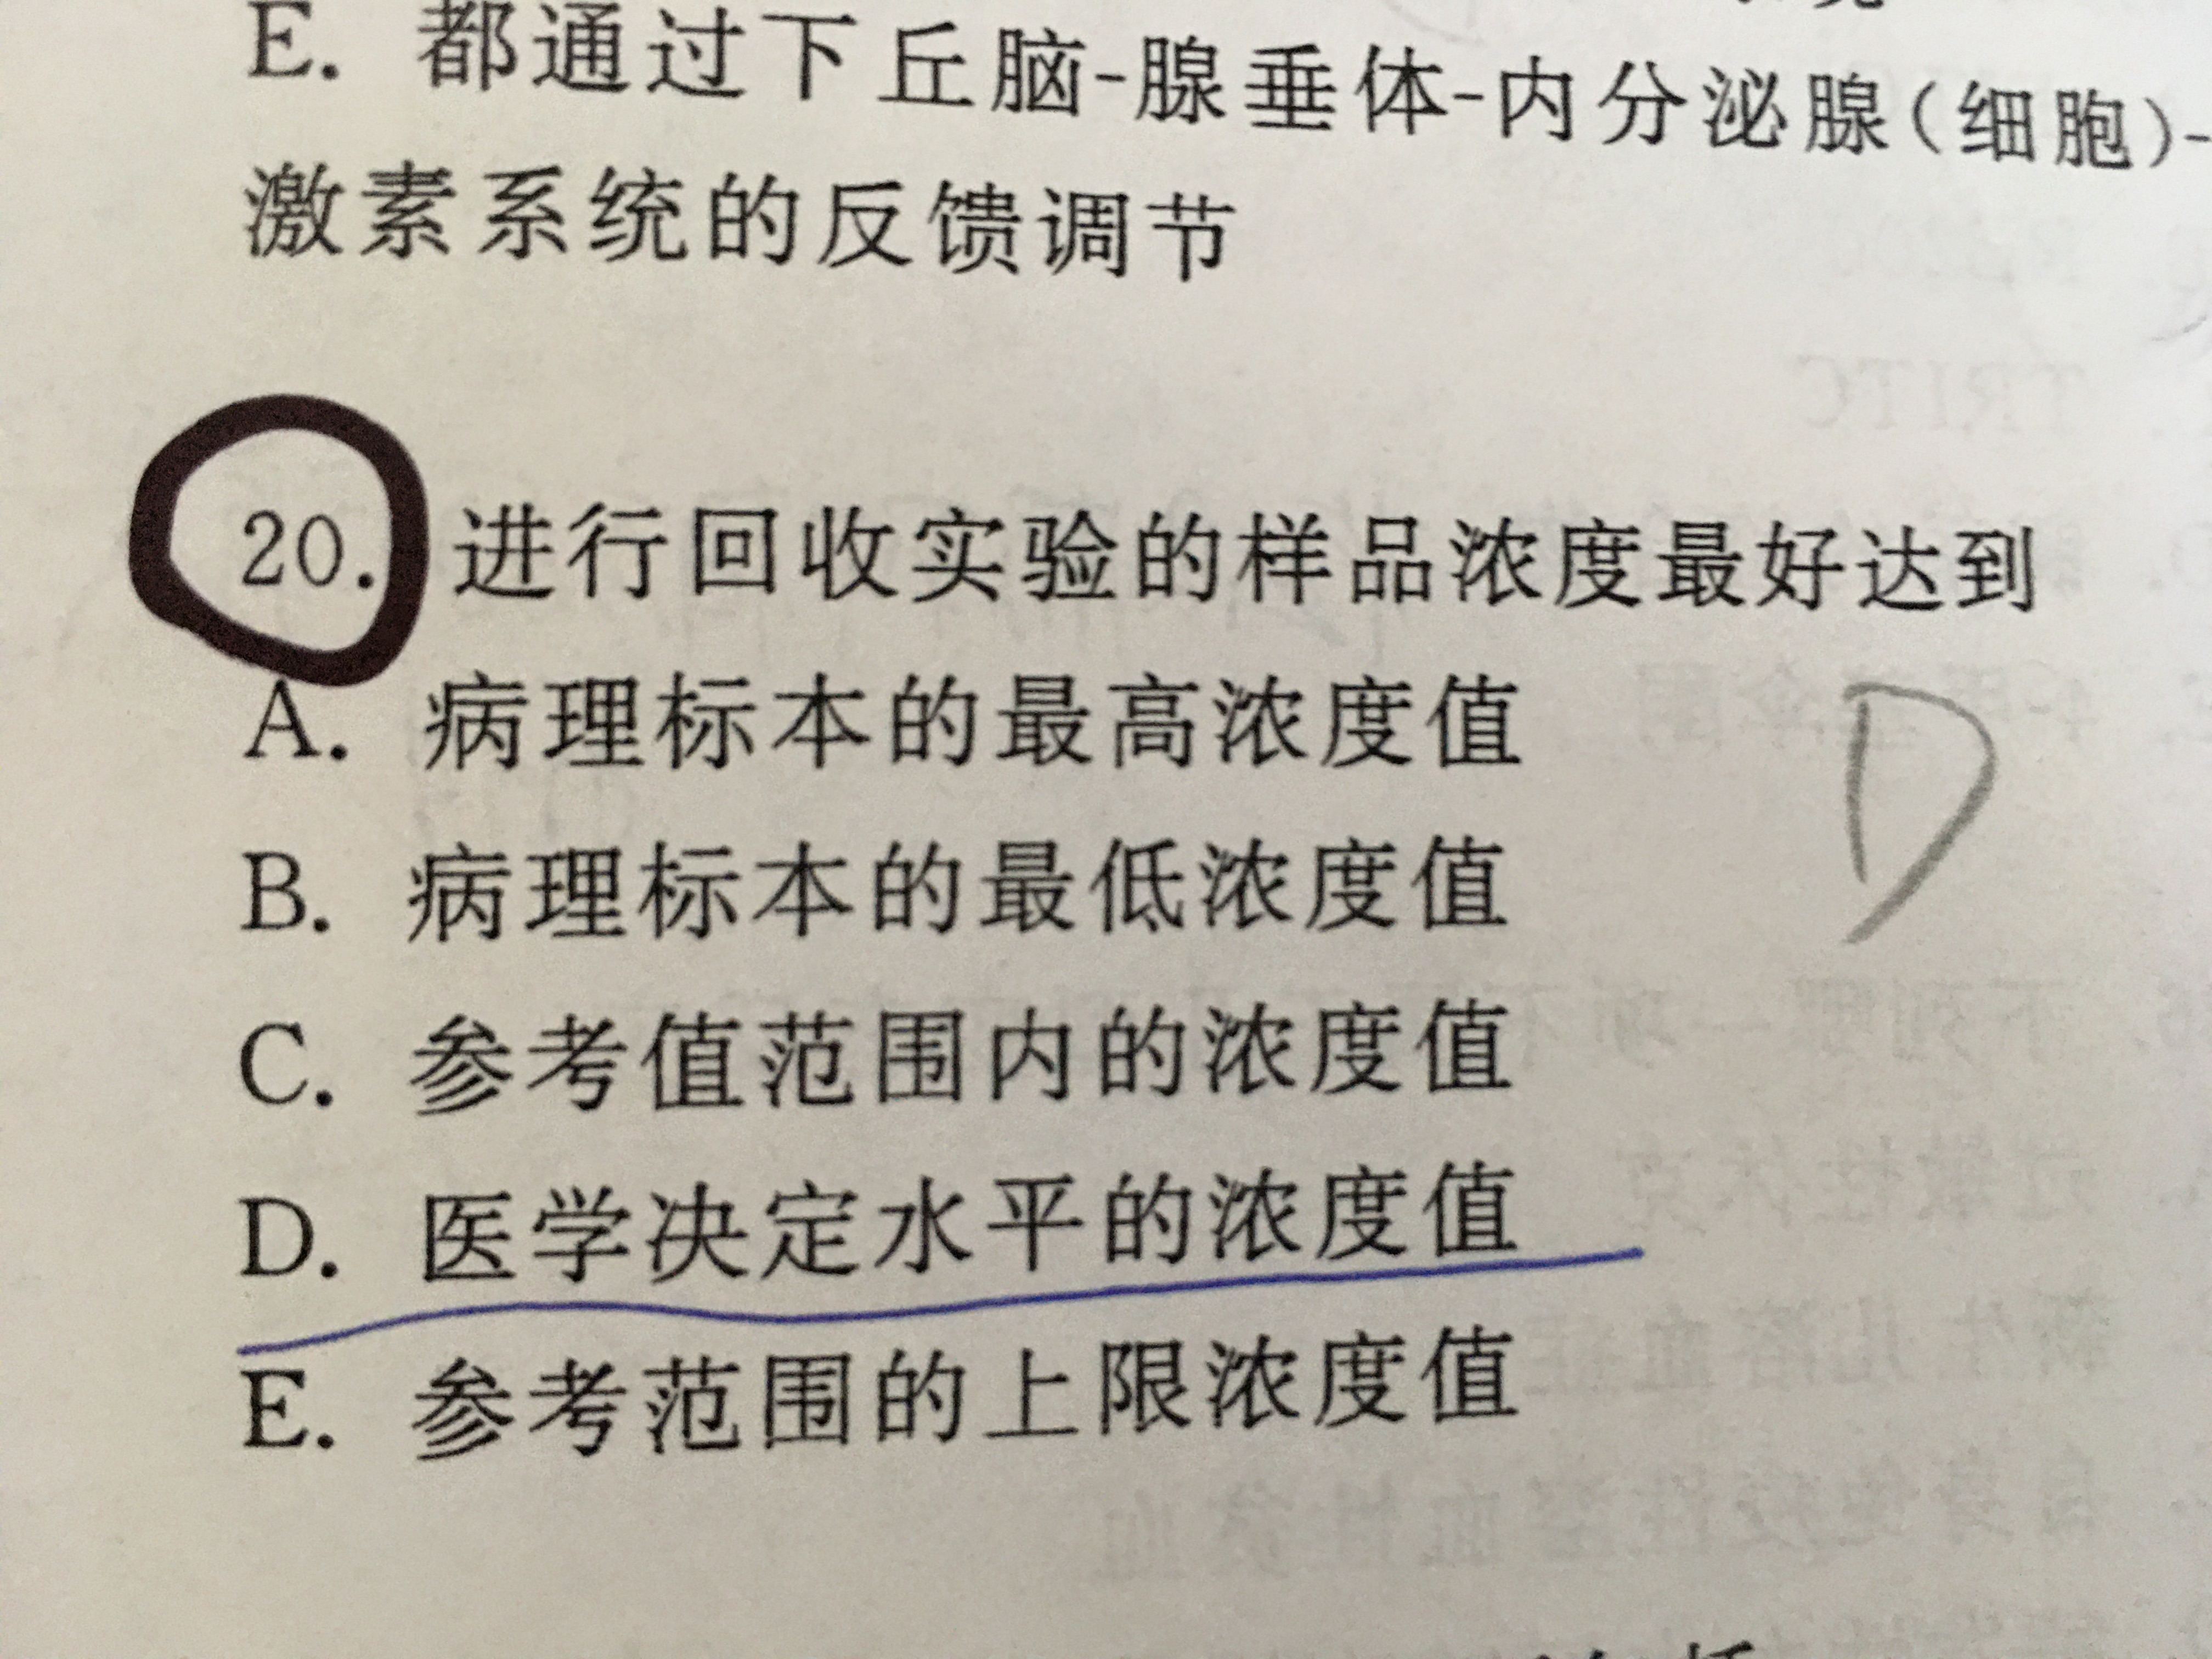 E. 都通过下丘脑-腺垂体-内分泌腺(细胞)-
激素系统的反馈调节
20. 进行回收实验的样品浓度最好达到
A. 病理标本的最高浓度值
B. 病理标本的最低浓度值
C. 参考值范围内的浓度值
D. 医学决定水平的浓度值
E. 参考范围的上限浓度值
D